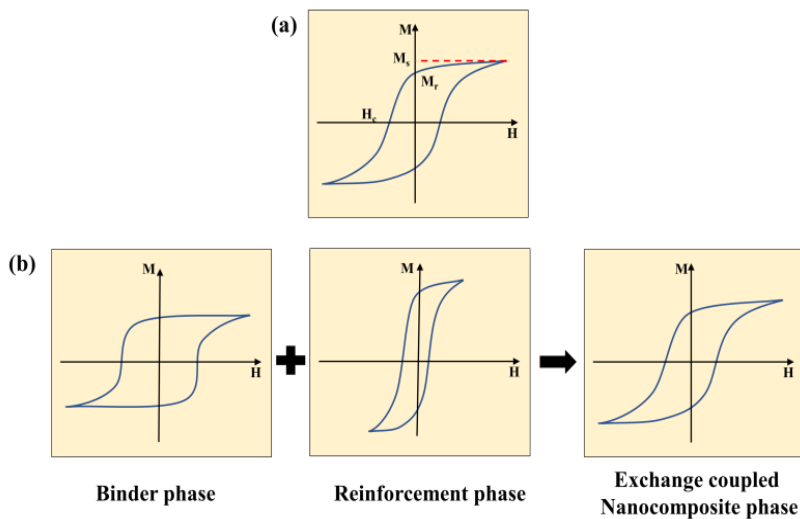 (a)
M
Ms
Mr
Hc
H
(b)
M
H
M
H
M
H
Binder phase
Reinforcement phase
Exchange coupled
Nanocomposite phase